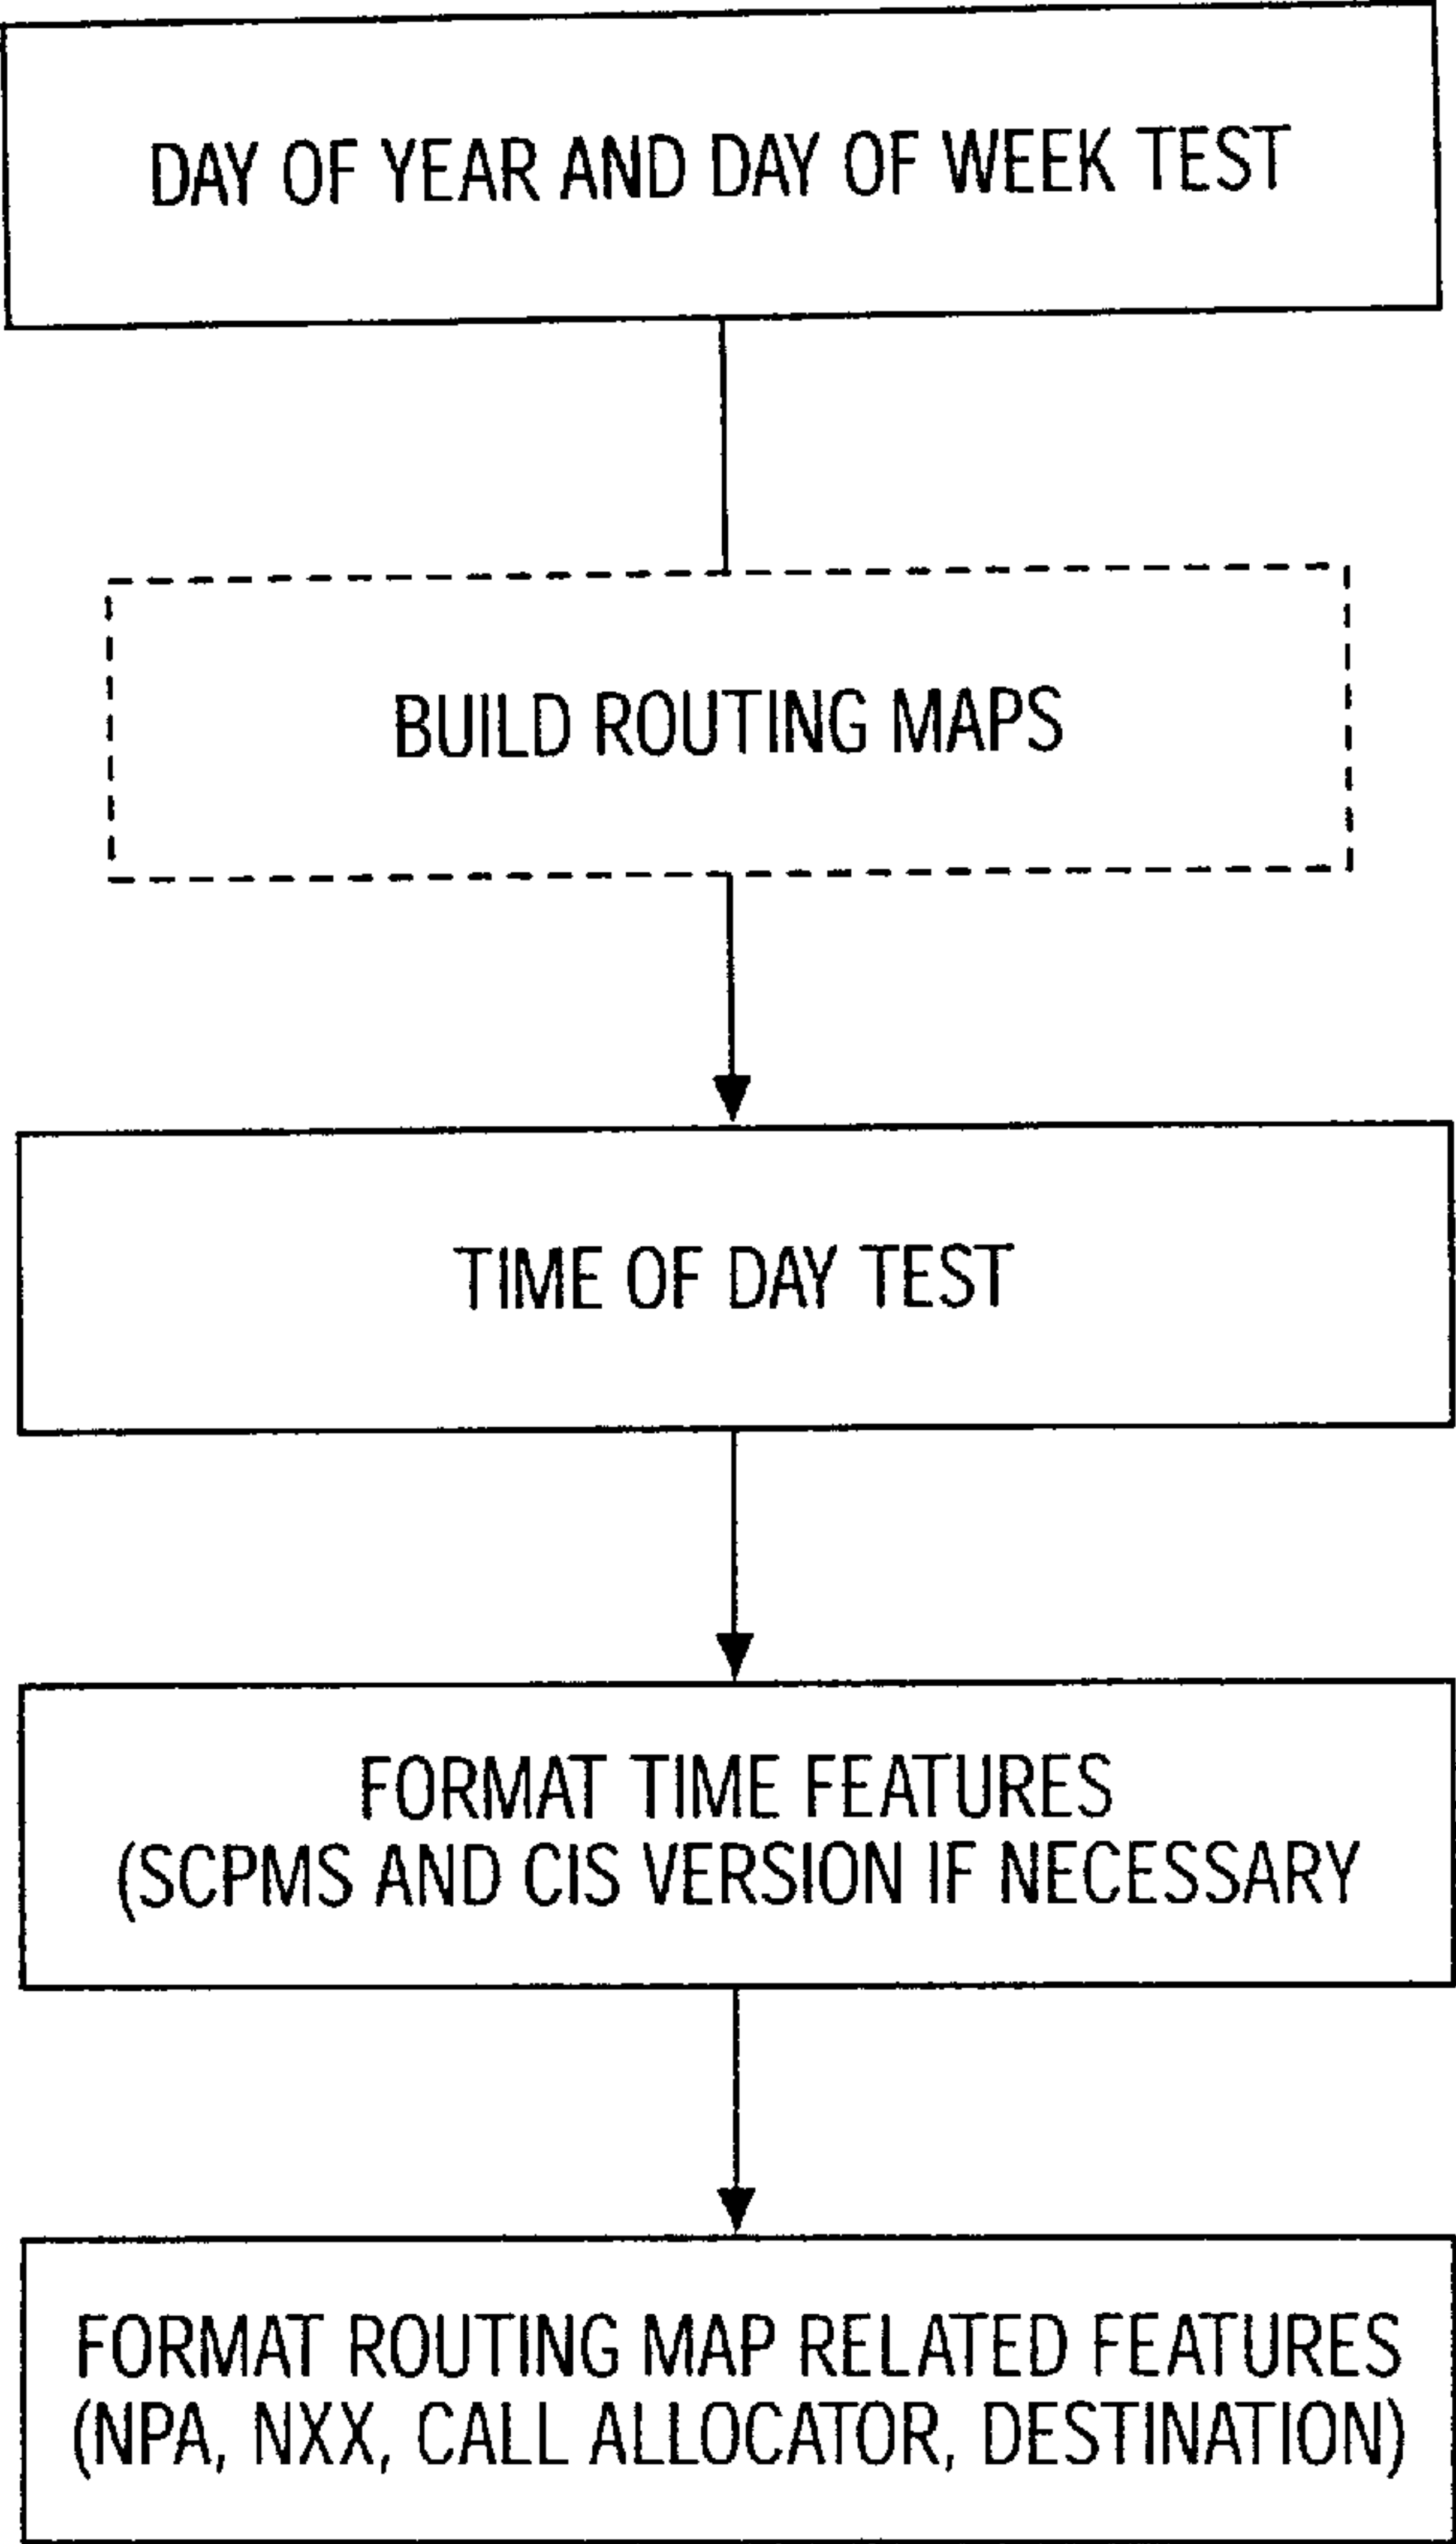 DAY OF YEAR AND DAY OF WEEK TEST
BUILD ROUTING MAPS
TIME OF DAY TEST
FORMAT TIME FEATURES
(SCPMS AND CIS VERSION IF NECESSARY
FORMAT ROUTING MAP RELATED FEATURES
(NPA, NXX, CALL ALLOCATOR, DESTINATION)